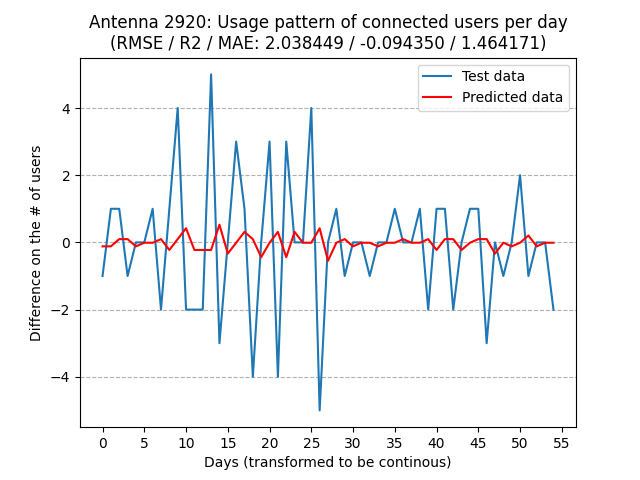 Antenna 2920: Usage pattern of connected users per day
(RMSE / R2 / MAE: 2.038449 / -0.094350 / 1.464171)
Test data
Predicted data
Difference on the # of users
4
2
0
−2
−4
0 5 10 15 20 25 30 35 40 45 50 55
Days (transformed to be continous)